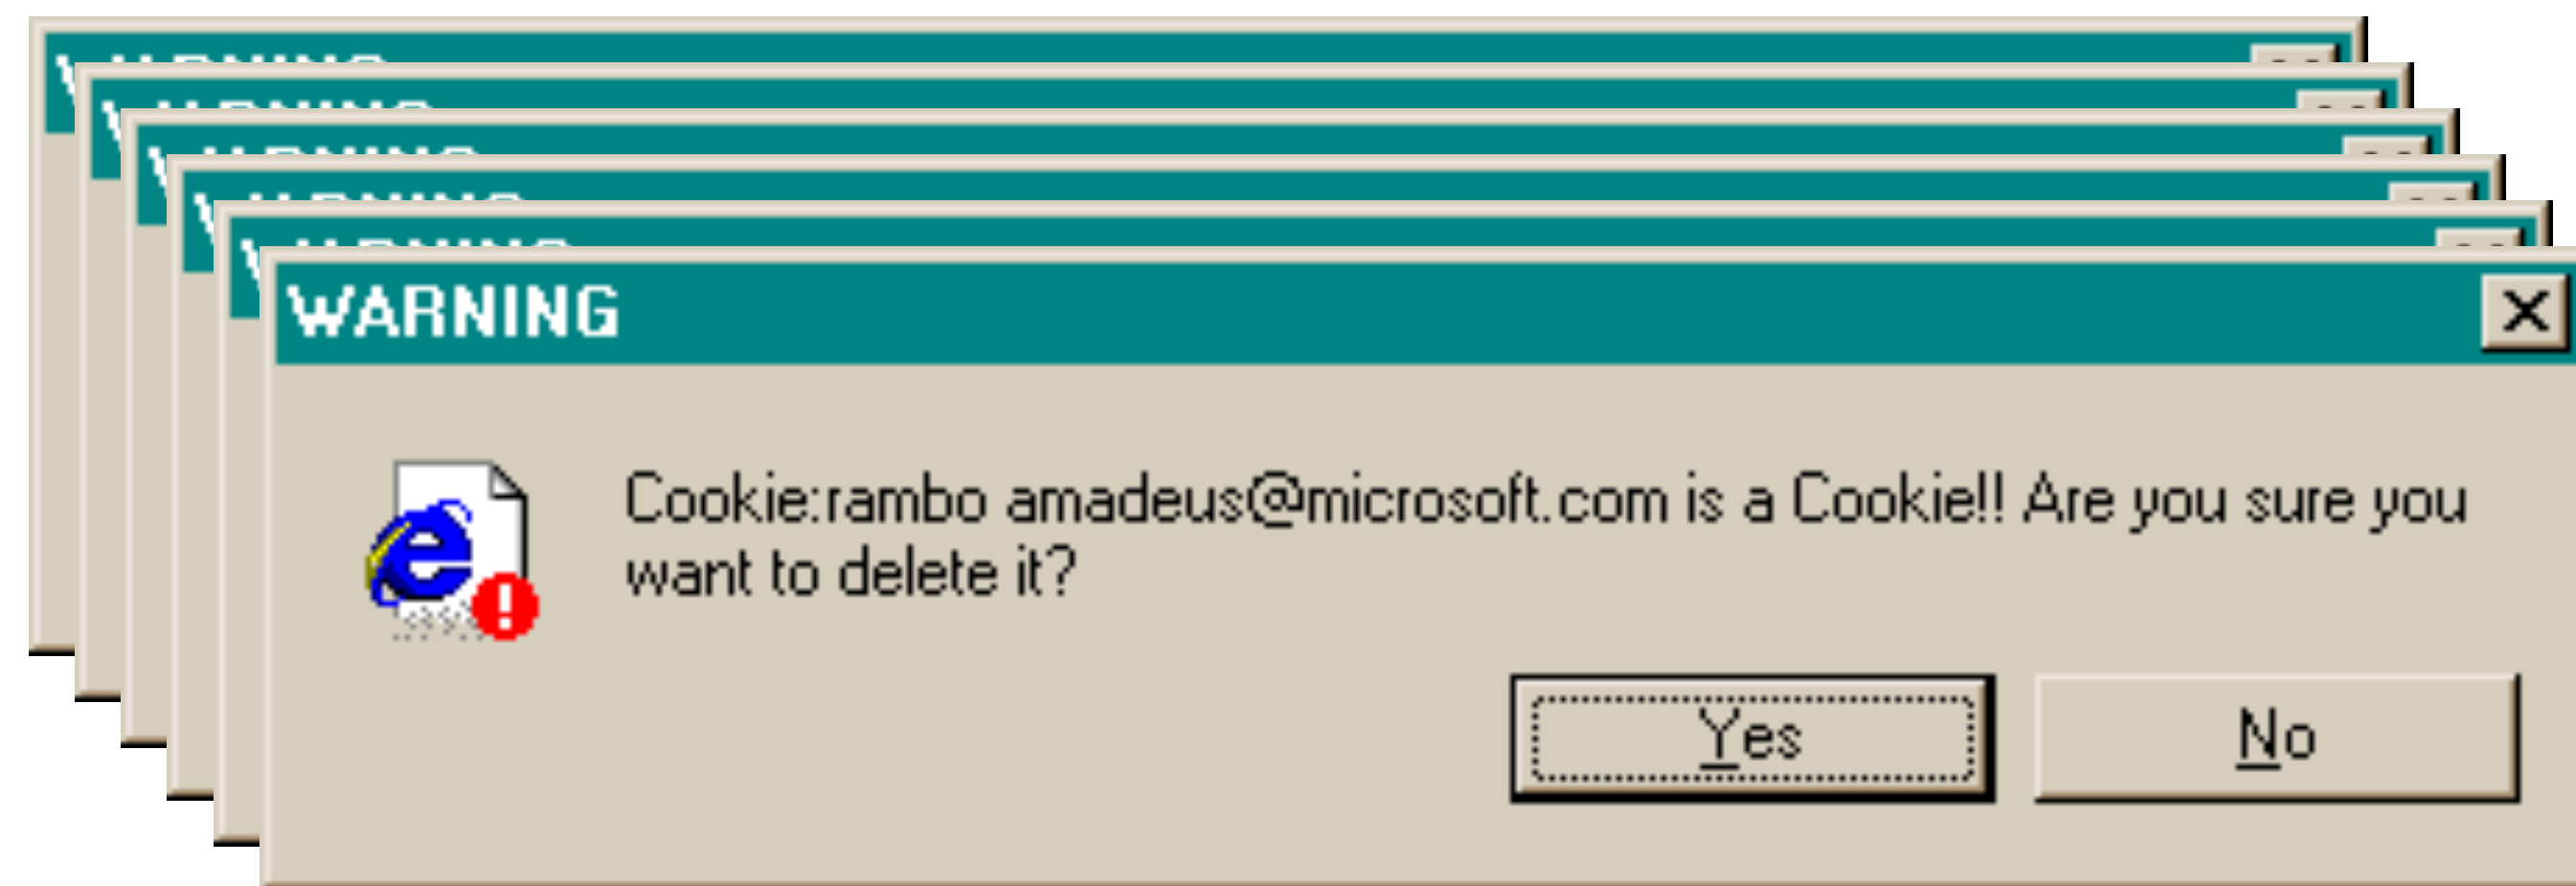 WARNING
Cookie:rambo amadeus@microsoft.com is a Cookie!! Are you sure you
want to delete it?
Yes
No